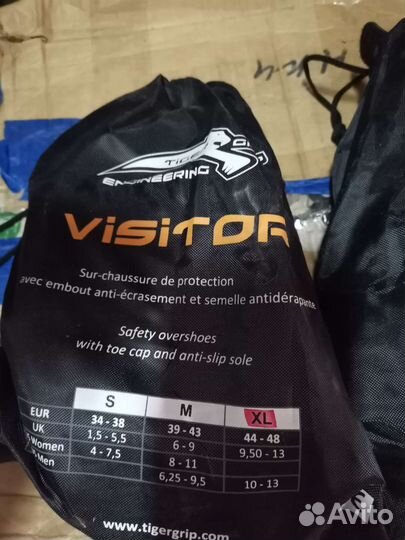 TIGER
ENGINEERING
VISITOR
Sur-chaussure de protection
avec embout anti-écrasement et semelle antidérapante.
Safety overshoes
with toe cap and anti-slip sole
S M XL
EUR 34 - 38 39 - 43 44 - 48
UK 1,5 - 5,5 6 - 9 9,50 - 13
Women 4 - 7,5 8 - 11
Men 6,25 - 9,5 10 - 13
www.tigergrip.com
Avito